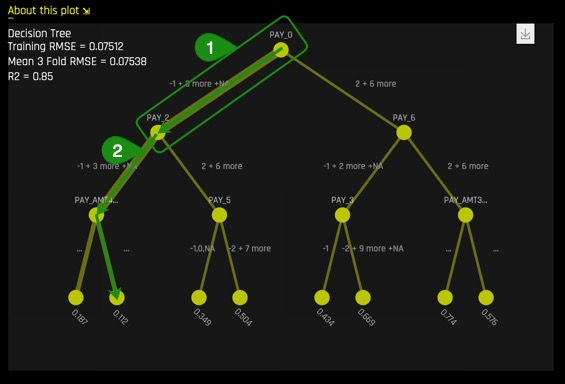 About this plot
Decision Tree
Training RMSE = 0.07512
Mean 3 Fold RMSE = 0.07538
R2 = 0.85
PAY_0
1
-1 + 3 more +NA
2 + 6 more
PAY_2
PAY_6
2
-1 + 3 more +NA
2 + 6 more
-1 + 2 more +NA
2 + 6 more
PAY_AMT4...
PAY_5
PAY_3
PAY_AMT3...
...
...
-1,0,NA
-2 + 7 more
-1
-2 + 9 more +NA
...
...
0.187
0.112
0.349
0.504
0.434
0.669
0.774
0.576